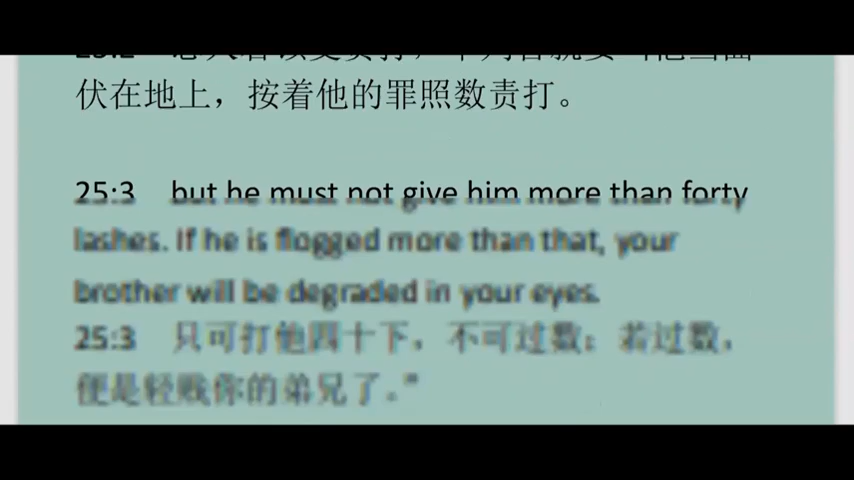 伏在地上，按着他的罪照数责打。
25:3 but he must not give him more than forty
lashes. If he is flogged more than that, your
brother will be degraded in your eyes.
25:3 只可打他四十下，不可过数；若过数，
便是轻贱你的弟兄了。”